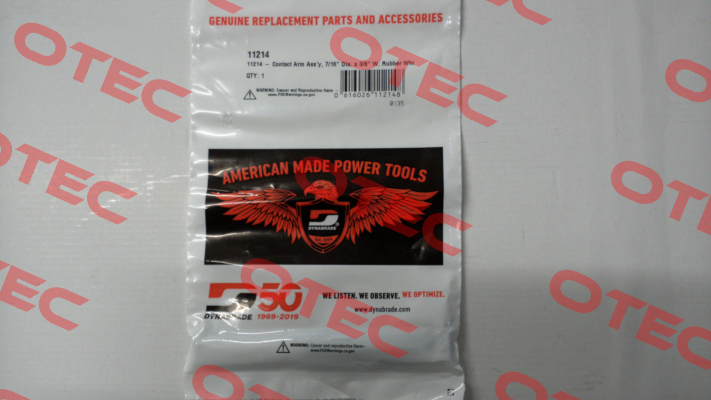 GENUINE REPLACEMENT PARTS AND ACCESSORIES
11214
11214 – Contact Arm Ass'y, 7/16" Dia. x 3/8" W, Rubber Whl
QTY: 1
WARNING: Cancer and Reproductive Harm
www.P65Warnings.ca.gov
0 616026 112148
0135
AMERICAN MADE POWER TOOLS
DYNABRADE
50
DYNABRADE 1969-2019
WE LISTEN. WE OBSERVE. WE OPTIMIZE.
www.dynabrade.com
WARNING: Cancer and reproductive Harm-
www.P65Warnings.ca.gov
OTEC
OTEC
OTEC
OTEC
OTEC
OTEC
OTEC
OTEC
OTEC
OTEC